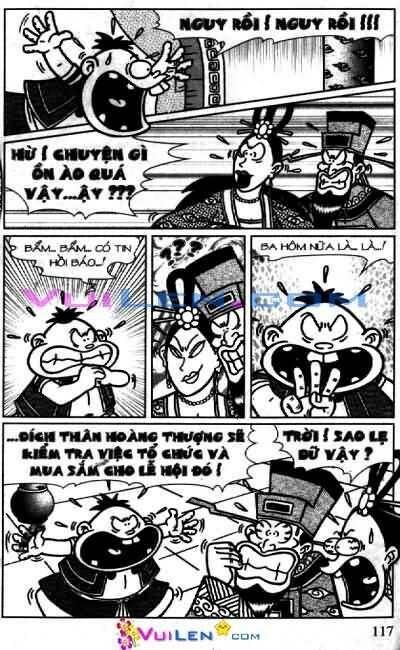 NGUY RỒI ! NGUY RỒI !!!
HỪ ! CHUYỆN GÌ
ỒN ÀO QUÁ
VẬY...ẬY ???
BẨM... BẨM... CÓ TIN
HỎI BÁO...!
???
BA HÔM NỮA LÀ... LÀ...!
VUILEN.COM
...ĐÍCH THÂN HOÀNG THƯỢNG SẼ
KIỂM TRA VIỆC TỔ CHỨC VÀ
MUA SẮM CHO LỄ HỘI ĐÓ !
TRỜI ! SAO LẸ
DỮ VẬY ?
117
VUILEN.COM